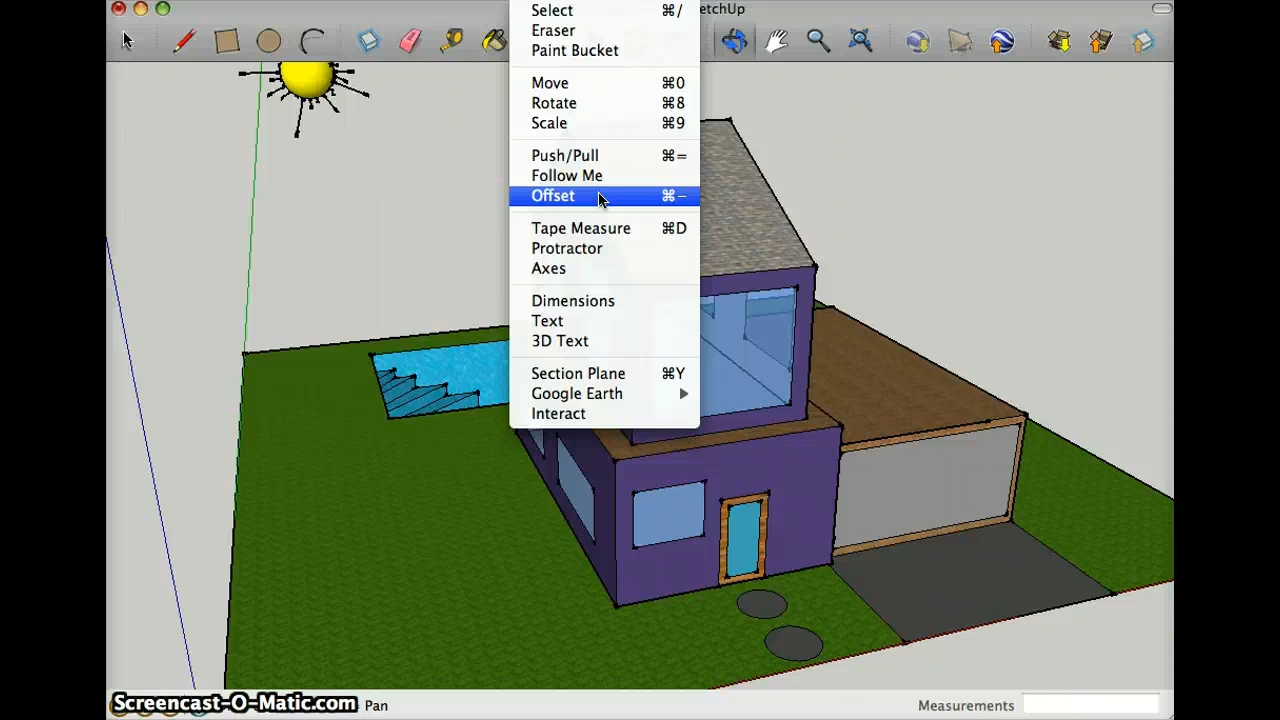 etchUp
Select ⌘/
Eraser
Paint Bucket
Move ⌘0
Rotate ⌘8
Scale ⌘9
Push/Pull ⌘=
Follow Me
Offset ⌘-
Tape Measure ⌘D
Protractor
Axes
Dimensions
Text
3D Text
Section Plane ⌘Y
Google Earth
Interact
Screencast-O-Matic.com Pan Measurements